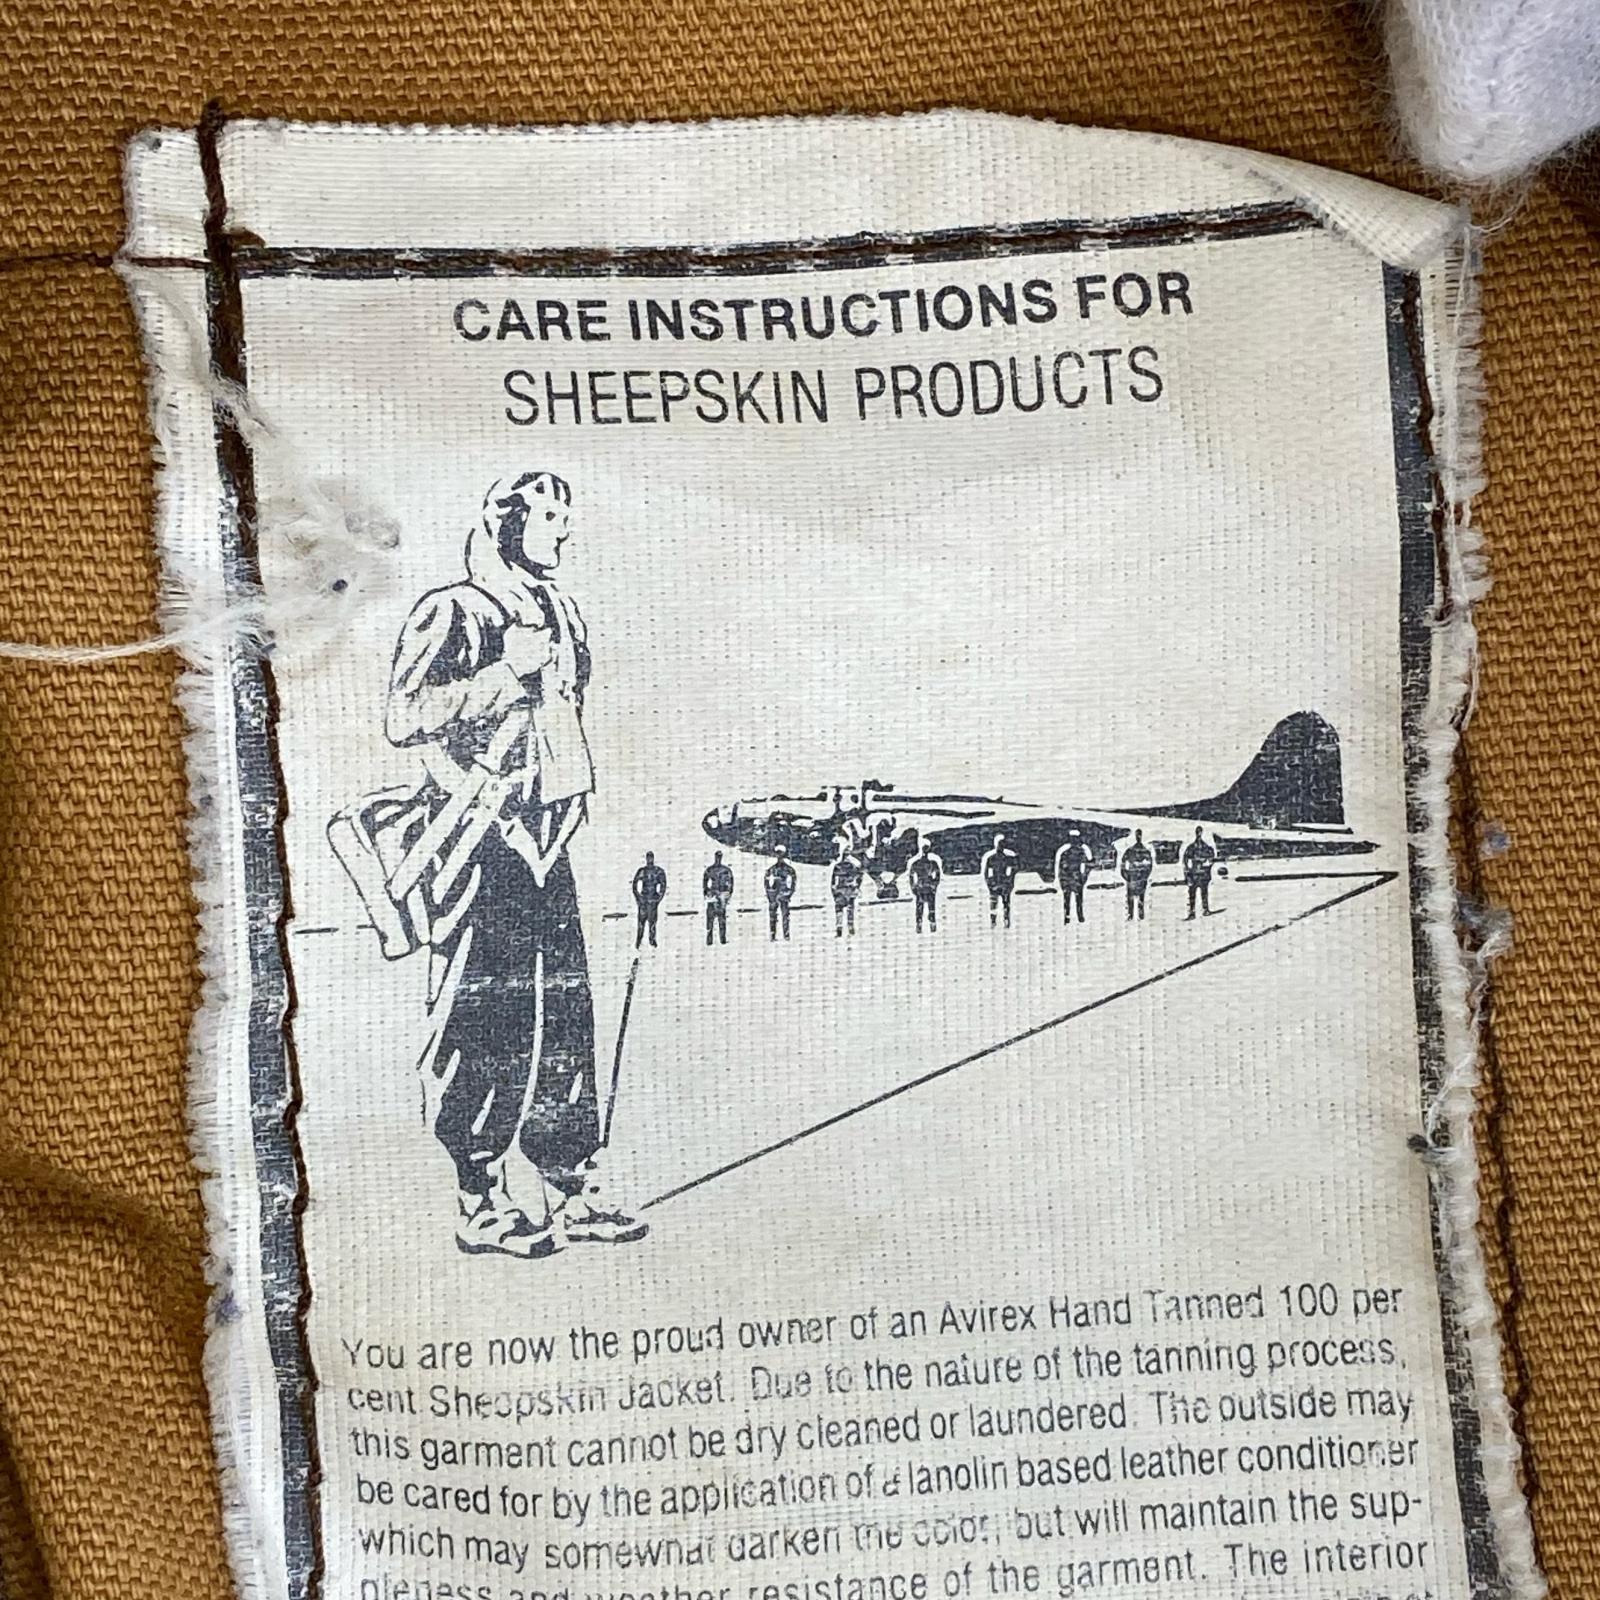 CARE INSTRUCTIONS FOR
SHEEPSKIN PRODUCTS
You are now the proud owner of an Avirex Hand Tanned 100 per
cent Sheepskin Jacket. Due to the nature of the tanning process,
this garment cannot be dry cleaned or laundered. The outside may
be cared for by the application of a lanolin based leather conditioner
which may somewhat darken the color, but will maintain the sup-
pleness and weather resistance of the garment. The interior